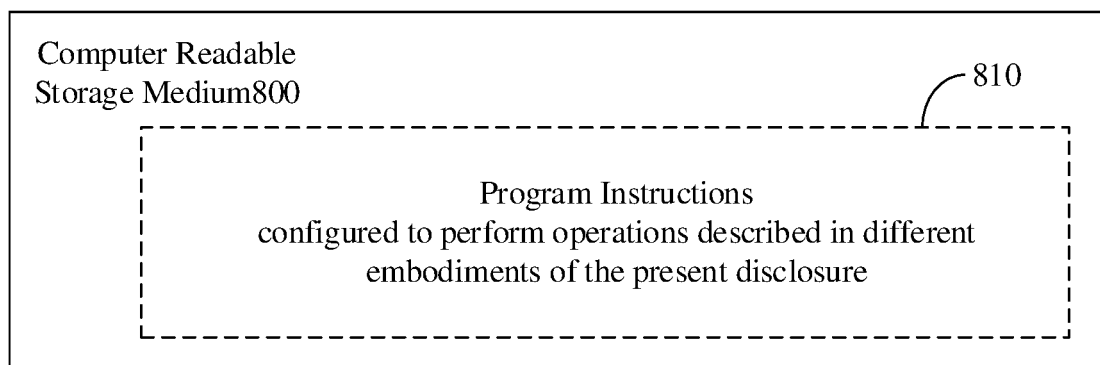 Computer Readable
Storage Medium800
810
Program Instructions
configured to perform operations described in different
embodiments of the present disclosure